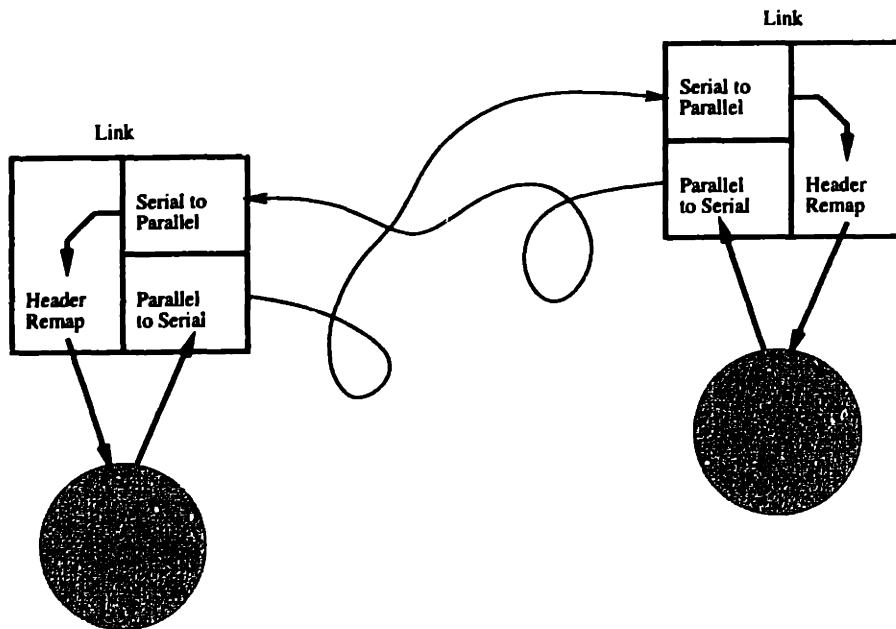 Link
Serial to
Parallel
Header
Remap
Parallel
to Serial
Link
Serial to
Parallel
Header
Remap
Parallel
to Serial